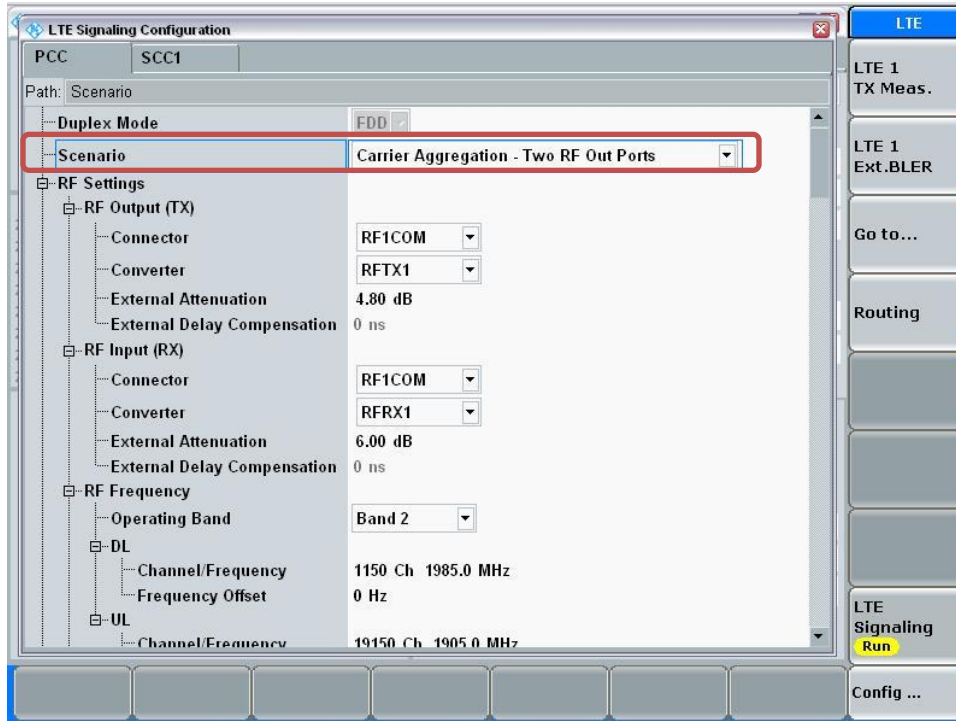 LTE Signaling Configuration
LTE
PCC SCC1
Path: Scenario
Duplex Mode FDD
Scenario Carrier Aggregation - Two RF Out Ports
RF Settings
RF Output (TX)
Connector RF1COM
Converter RFTX1
External Attenuation 4.80 dB
External Delay Compensation 0 ns
RF Input (RX)
Connector RF1COM
Converter RFRX1
External Attenuation 6.00 dB
External Delay Compensation 0 ns
RF Frequency
Operating Band Band 2
DL
Channel/Frequency 1150 Ch 1985.0 MHz
Frequency Offset 0 Hz
UL
Channel/Frequency 19150 Ch 1905.0 MHz
LTE 1
TX Meas.
LTE 1
Ext.BLER
Go to...
Routing
LTE
Signaling
Run
Config ...